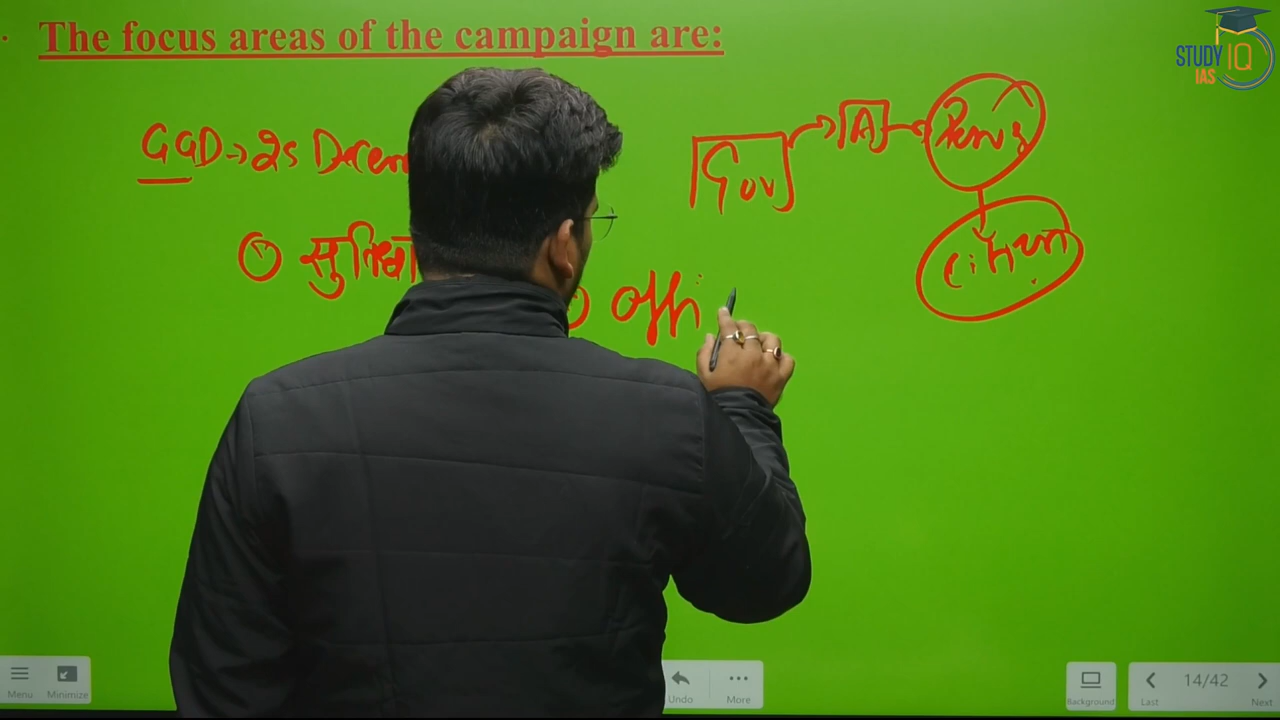 The focus areas of the campaign are:
STUDY IQ
IAS
GGD → 25 Decem
Gov → A →
citizen
① सुविधा
Offi
Menu
Minimize
Undo
More
Background
Last
14/42
Next